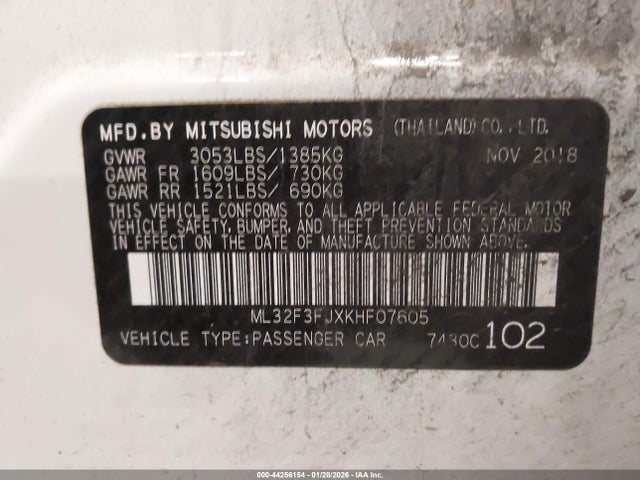 MFD.BY MITSUBISHI MOTORS (THAILAND)CO.,LTD.
GVWR 3053LBS/1385KG NOV 2018
GAWR FR 1609LBS/ 730KG
GAWR RR 1521LBS/ 690KG
THIS VEHICLE CONFORMS TO ALL APPLICABLE FEDERAL MOTOR
VEHICLE SAFETY, BUMPER, AND THEFT PREVENTION STANDARDS
IN EFFECT ON THE DATE OF MANUFACTURE SHOWN ABOVE.
ML32F3FJXKHF07605
VEHICLE TYPE:PASSENGER CAR 7430C 102
000-44256154 | 01/28/2026 | IAA Inc.